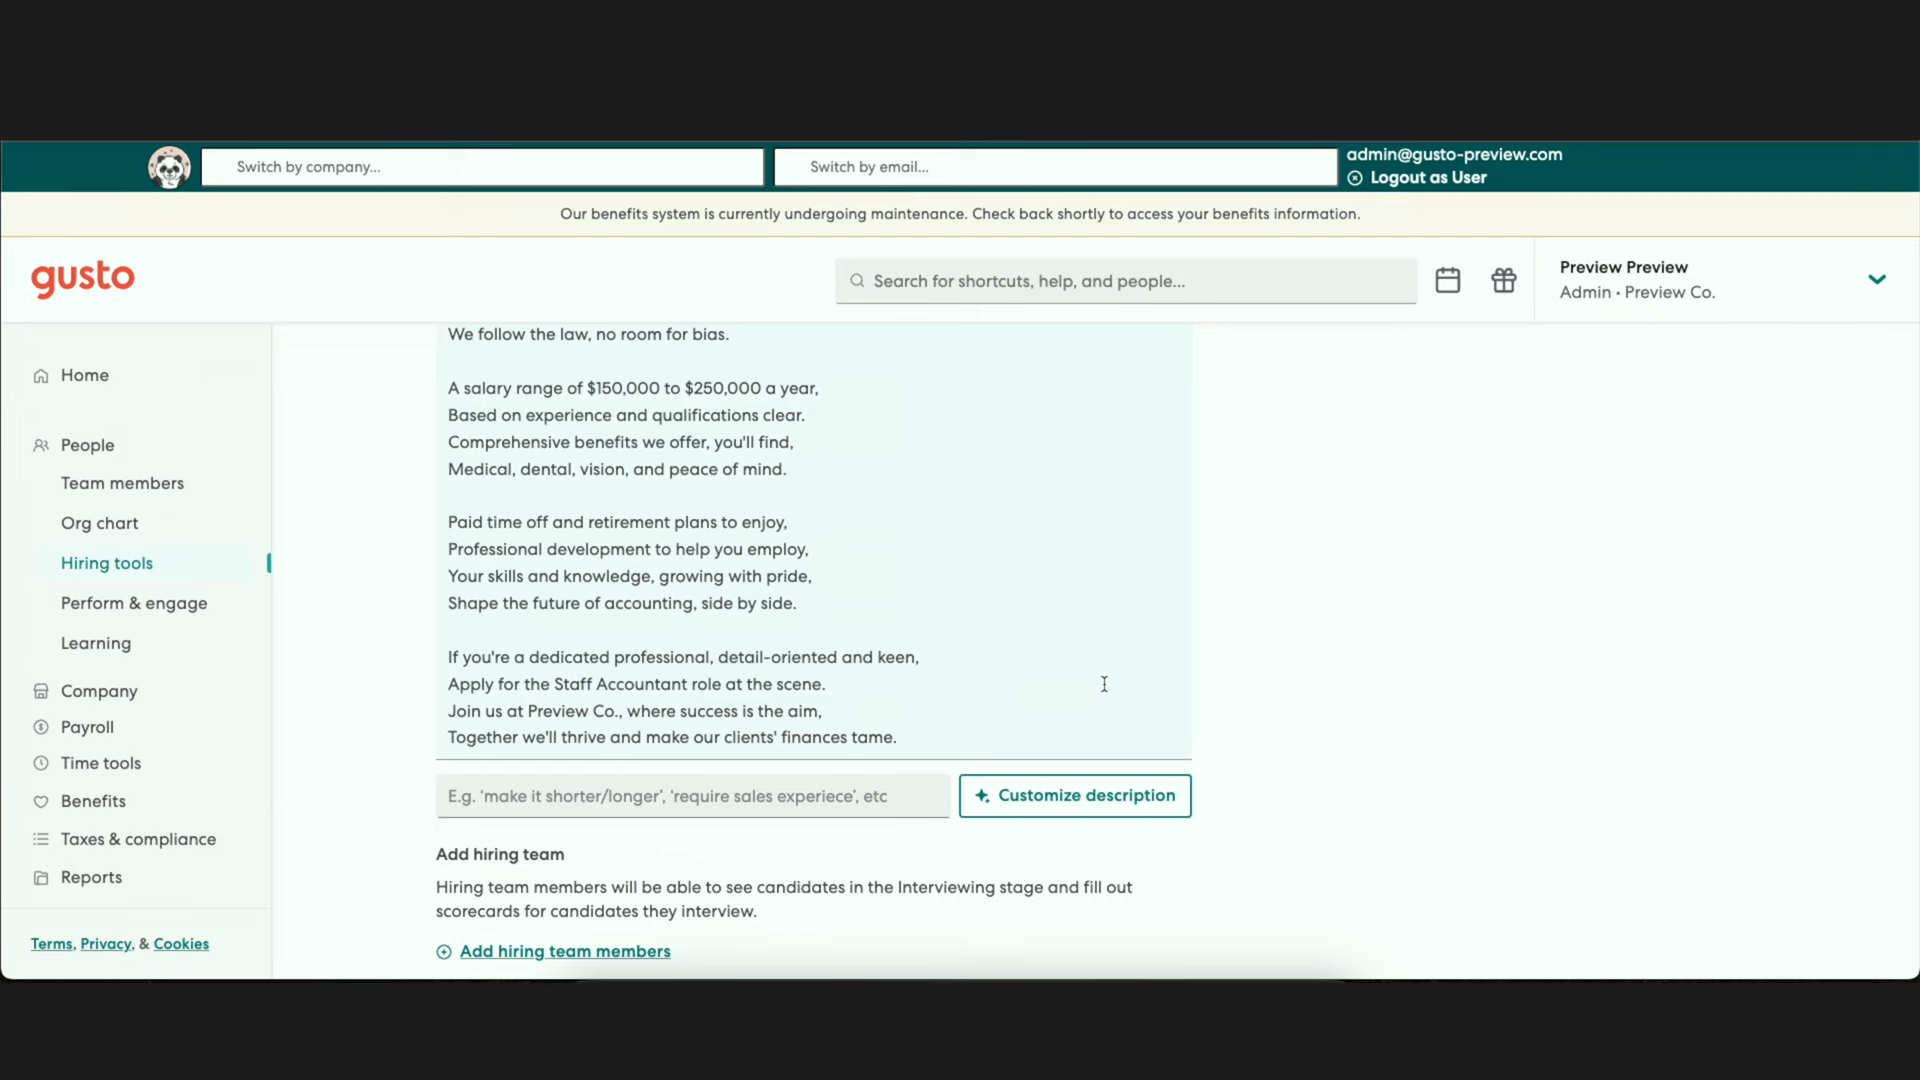 Switch by company...
Switch by email...
admin@gusto-preview.com
Logout as User
Our benefits system is currently undergoing maintenance. Check back shortly to access your benefits information.
gusto
Search for shortcuts, help, and people...
Preview Preview
Admin • Preview Co.
Home
People
Team members
Org chart
Hiring tools
Perform & engage
Learning
Company
Payroll
Time tools
Benefits
Taxes & compliance
Reports
Terms, Privacy, & Cookies
We follow the law, no room for bias.
A salary range of $150,000 to $250,000 a year,
Based on experience and qualifications clear.
Comprehensive benefits we offer, you'll find,
Medical, dental, vision, and peace of mind.
Paid time off and retirement plans to enjoy,
Professional development to help you employ,
Your skills and knowledge, growing with pride,
Shape the future of accounting, side by side.
If you're a dedicated professional, detail-oriented and keen,
Apply for the Staff Accountant role at the scene.
Join us at Preview Co., where success is the aim,
Together we'll thrive and make our clients' finances tame.
E.g. ‘make it shorter/longer’, ‘require sales experiece’, etc
Customize description
Add hiring team
Hiring team members will be able to see candidates in the Interviewing stage and fill out
scorecards for candidates they interview.
Add hiring team members